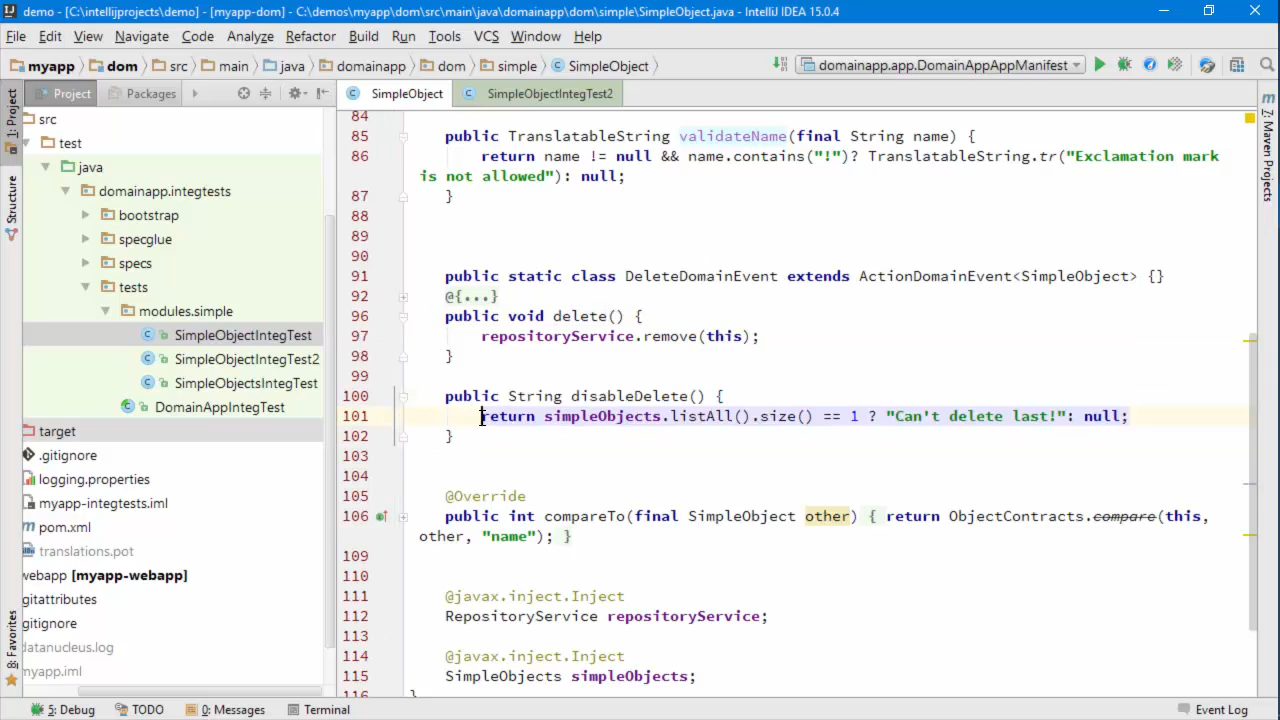 demo - [C:\intellijprojects\demo] - [myapp-dom] - C:\demos\myapp\dom\src\main\java\domainapp\dom\simple\SimpleObject.java - IntelliJ IDEA 15.0.4
File Edit View Navigate Code Analyze Refactor Build Run Tools VCS Window Help
myapp dom src main java domainapp dom simple SimpleObject domainapp.app.DomainAppAppManifest
Project Packages SimpleObject SimpleObjectIntegTest2
1: Project
Structure
8: Favorites
src
test
java
domainapp.integtests
bootstrap
specglue
specs
tests
modules.simple
SimpleObjectIntegTest
SimpleObjectIntegTest2
SimpleObjectsIntegTest
DomainAppIntegTest
target
.gitignore
logging.properties
myapp-integtests.iml
pom.xml
translations.pot
webapp [myapp-webapp]
gitattributes
gitignore
datanucleus.log
myapp.iml
84
85 public TranslatableString validateName(final String name) {
86 return name != null && name.contains("!")? TranslatableString.tr("Exclamation mark
is not allowed"): null;
87 }
88
89
90
91 public static class DeleteDomainEvent extends ActionDomainEvent<SimpleObject> {}
92 @{...}
96 public void delete() {
97 repositoryService.remove(this);
98 }
99
100 public String disableDelete() {
101 return simpleObjects.listAll().size() == 1 ? "Can't delete last!": null;
102 }
103
104
105 @Override
106 public int compareTo(final SimpleObject other) { return ObjectContracts.compare(this,
other, "name"); }
109
110
111 @javax.inject.Inject
112 RepositoryService repositoryService;
113
114 @javax.inject.Inject
115 SimpleObjects simpleObjects;
116 }
Maven Projects
5: Debug TODO 0: Messages Terminal Event Log